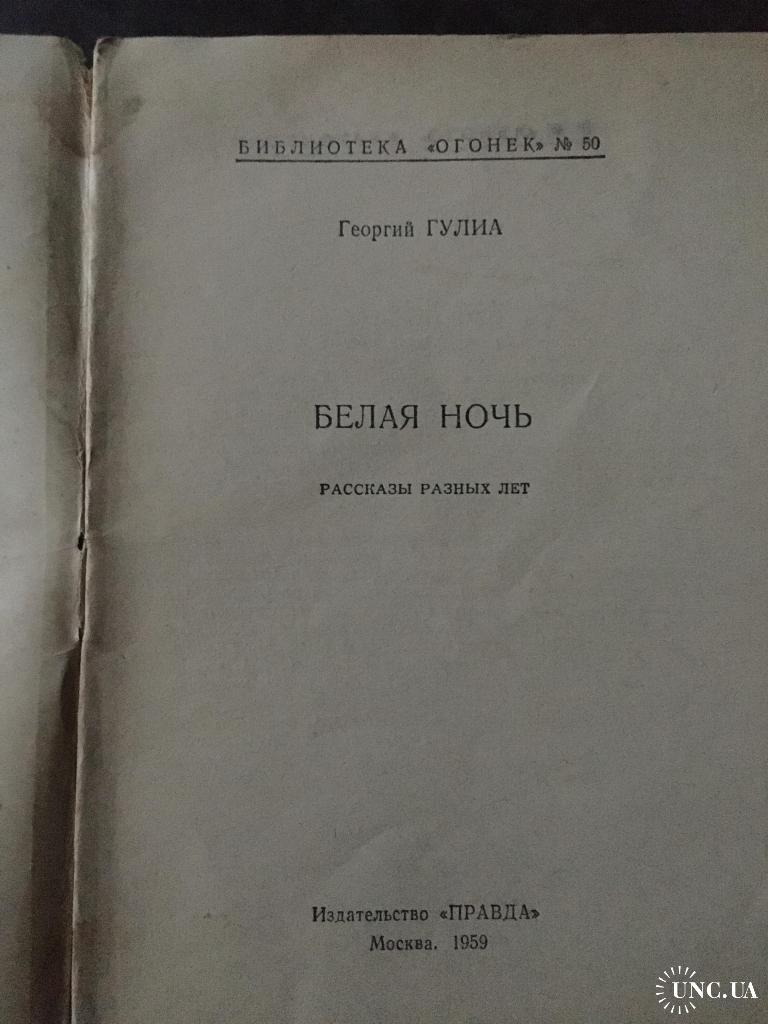 БИБЛИОТЕКА «ОГОНЕК» № 50
Георгий ГУЛИА
БЕЛАЯ НОЧЬ
РАССКАЗЫ РАЗНЫХ ЛЕТ
Издательство «ПРАВДА»
Москва. 1959
UNC.UA